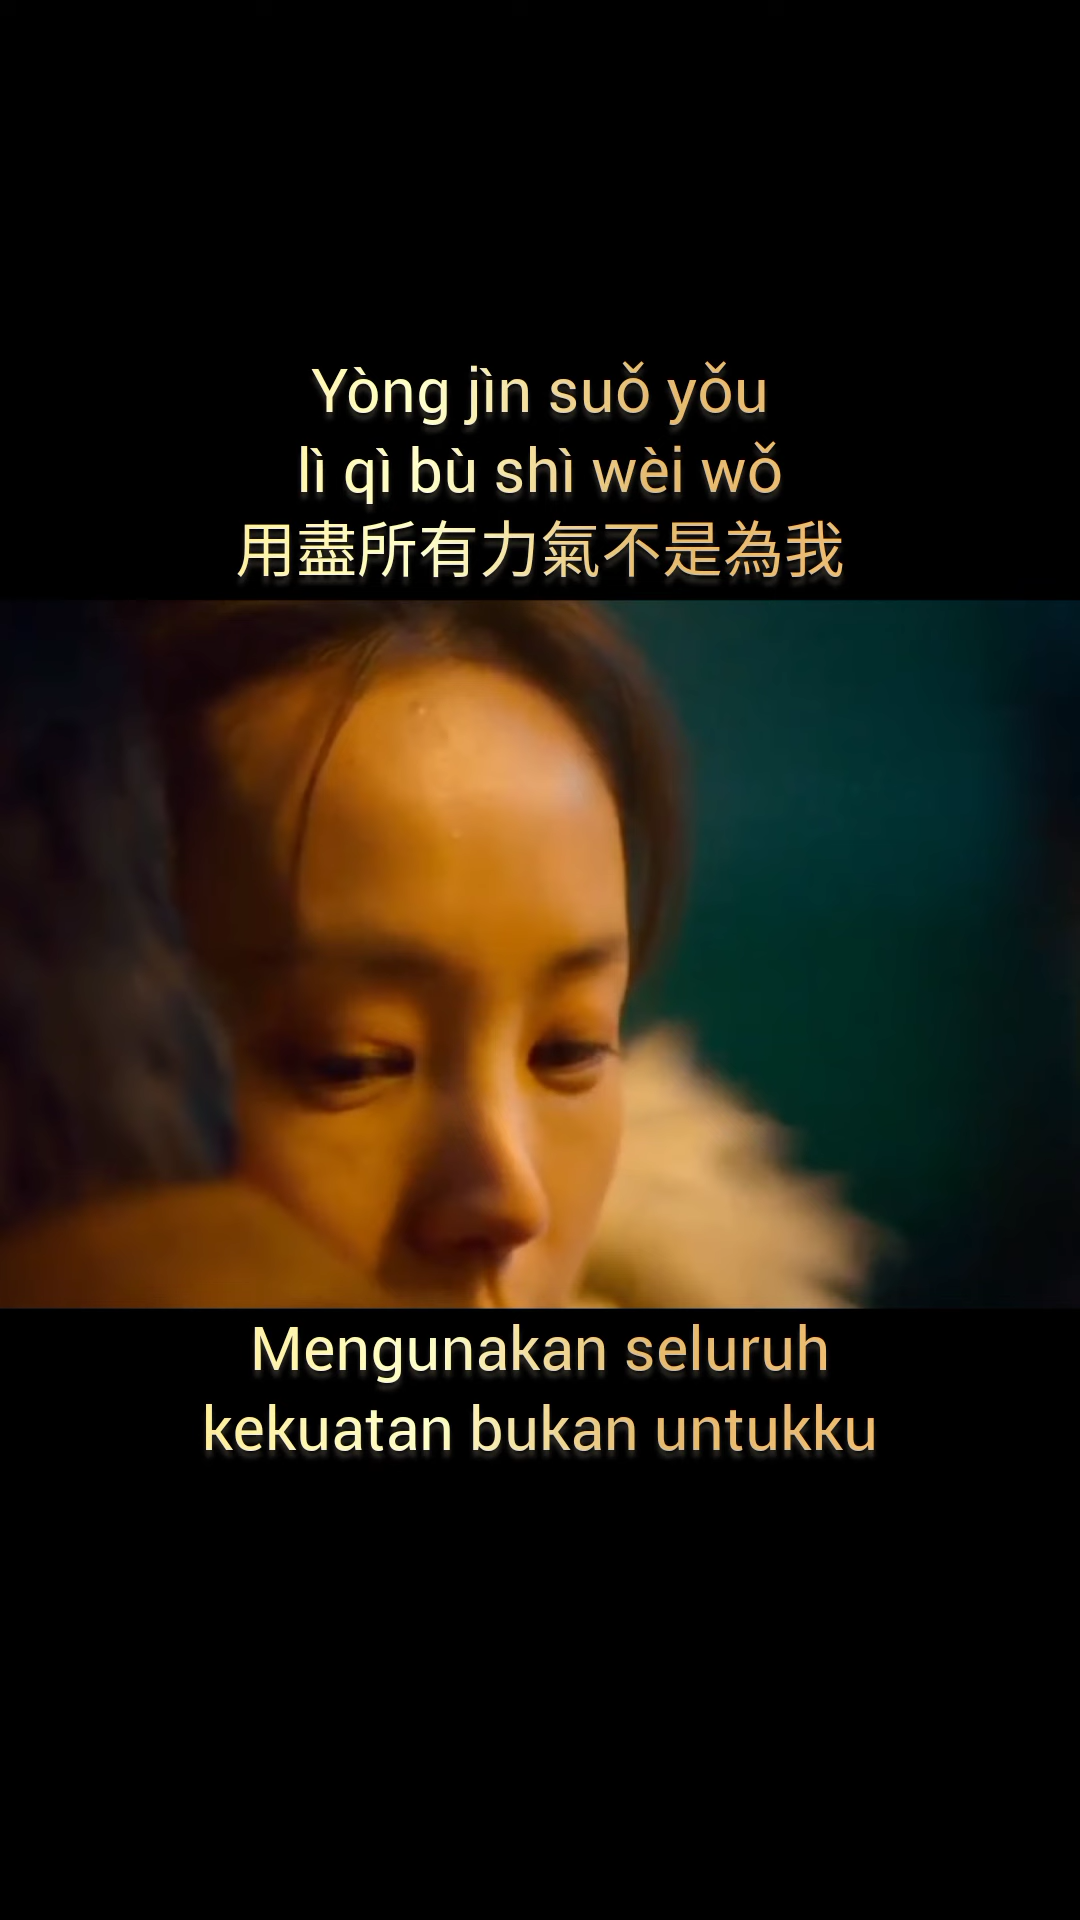 Yòng jìn suǒ yǒu
lì qì bù shì wèi wǒ
用盡所有力氣不是為我
Mengunakan seluruh
kekuatan bukan untukku